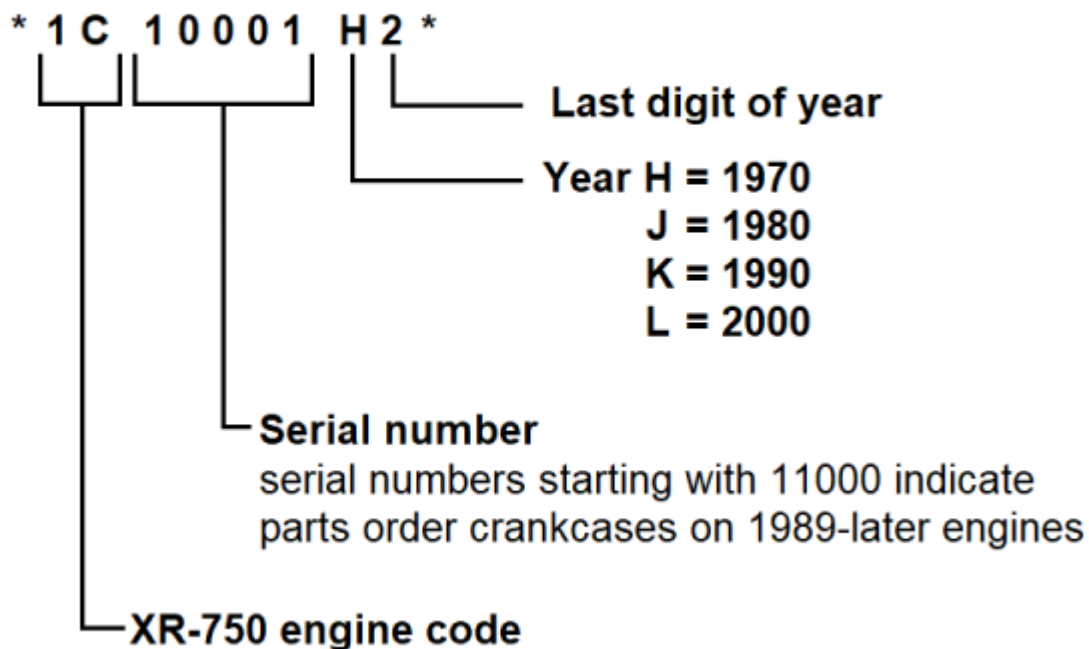 * 1 C 1 0 0 0 1 H 2 *
Last digit of year
Year H = 1970
J = 1980
K = 1990
L = 2000
Serial number
serial numbers starting with 11000 indicate
parts order crankcases on 1989-later engines
XR-750 engine code